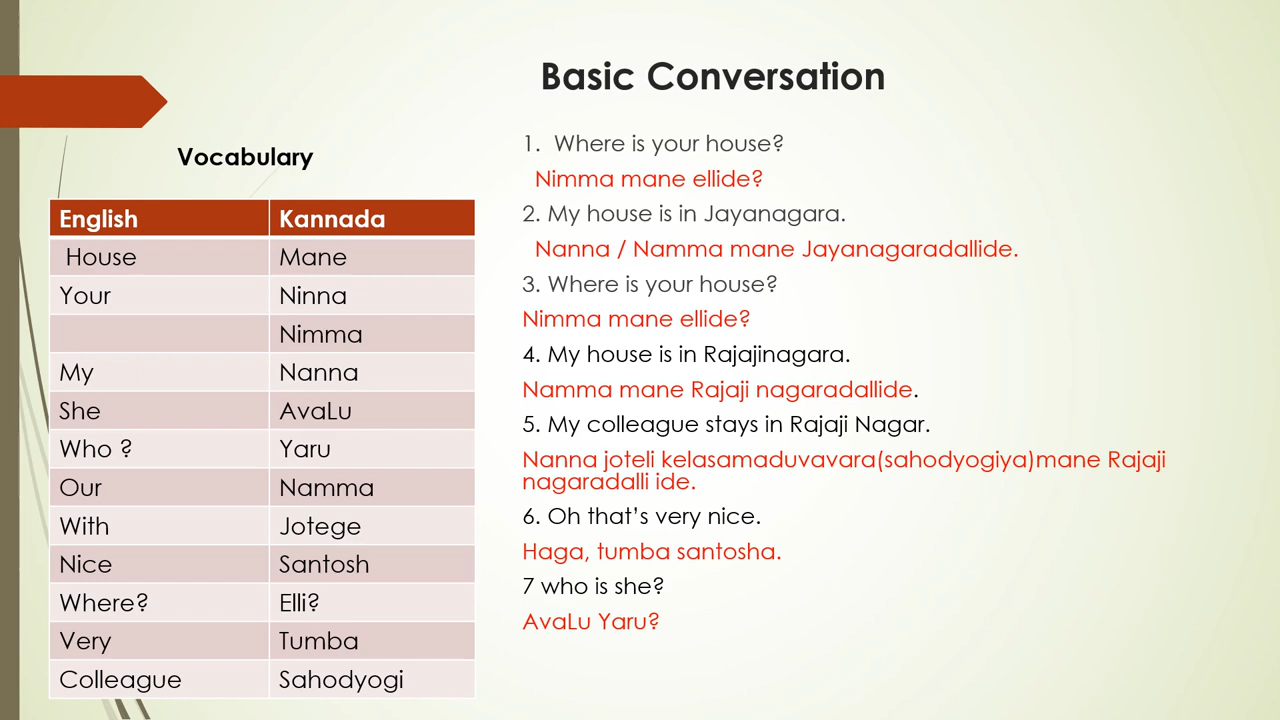 Basic Conversation
Vocabulary
English Kannada
House Mane
Your Ninna
Nimma
My Nanna
She AvaLu
Who ? Yaru
Our Namma
With Jotege
Nice Santosh
Where? Elli?
Very Tumba
Colleague Sahodyogi
1. Where is your house?
Nimma mane ellide?
2. My house is in Jayanagara.
Nanna / Namma mane Jayanagaradallide.
3. Where is your house?
Nimma mane ellide?
4. My house is in Rajajinagara.
Namma mane Rajaji nagaradallide.
5. My colleague stays in Rajaji Nagar.
Nanna joteli kelasamaduvavara(sahodyogiya)mane Rajaji
nagaradalli ide.
6. Oh that’s very nice.
Haga, tumba santosha.
7 who is she?
AvaLu Yaru?